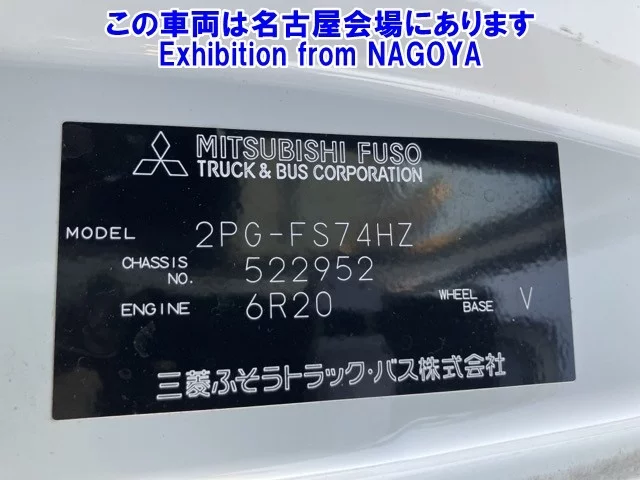 この車両は名古屋会場にあります
Exhibition from NAGOYA
MITSUBISHI FUSO
TRUCK & BUS CORPORATION
MODEL 2PG-FS74HZ
CHASSIS NO. 522952
ENGINE 6R20 WHEEL BASE V
三菱ふそうトラック・バス株式会社